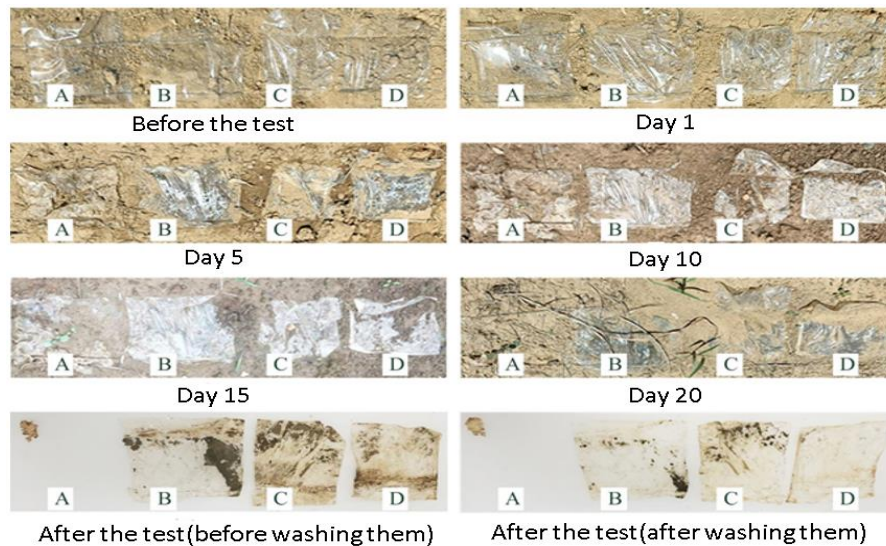 A B C D A B C D
Before the test Day 1
A B C D A B C D
Day 5 Day 10
A B C D A B C D
Day 15 Day 20
A B C D A B C D
After the test(before washing them) After the test(after washing them)